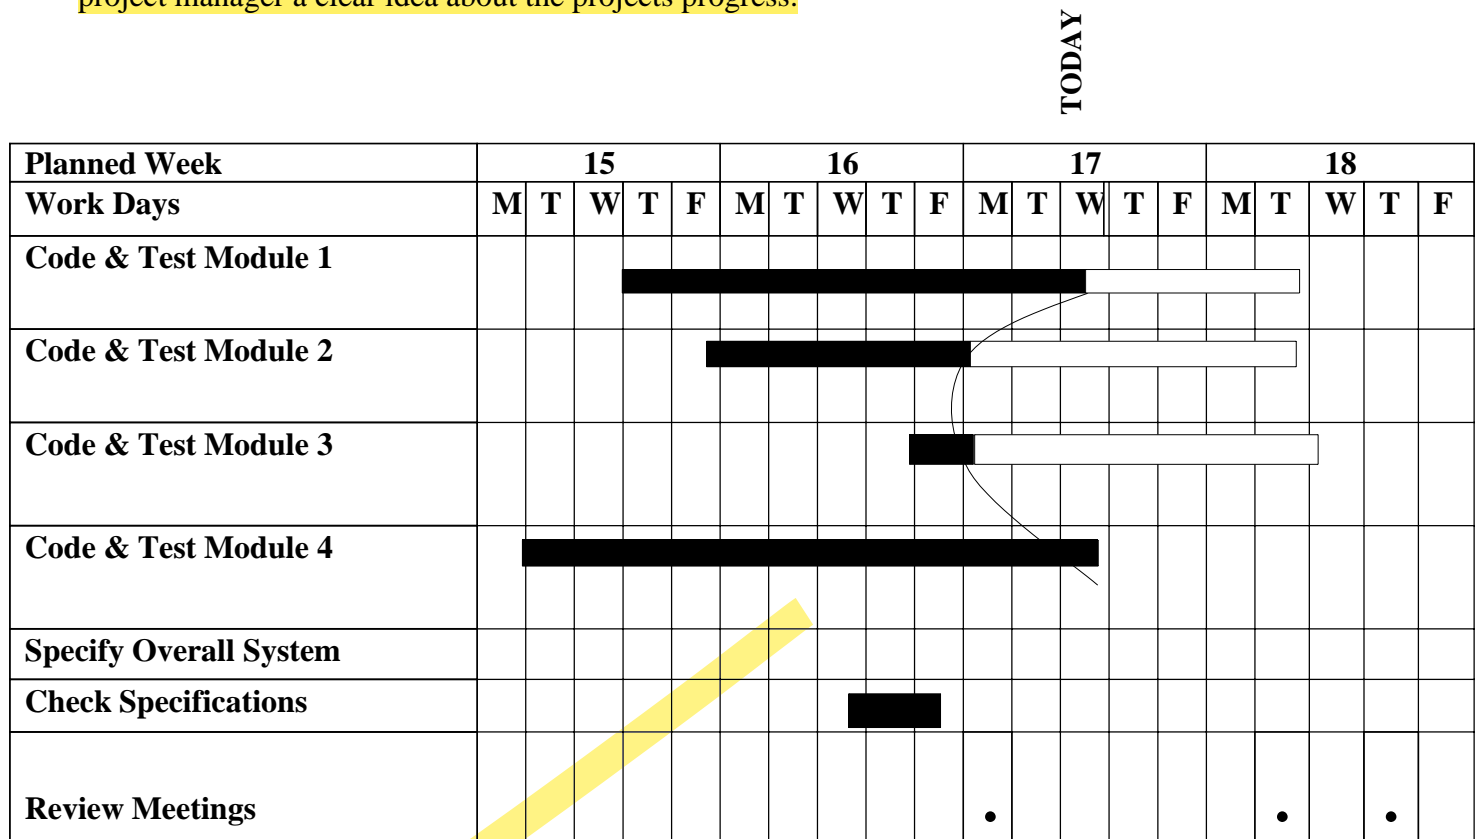 project manager a clear idea about the projects progress.
TODAY
Planned Week 15 16 17 18
Work Days M T W T F M T W T F M T W T F M T W T F
Code & Test Module 1
Code & Test Module 2
Code & Test Module 3
Code & Test Module 4
Specify Overall System
Check Specifications
Review Meetings